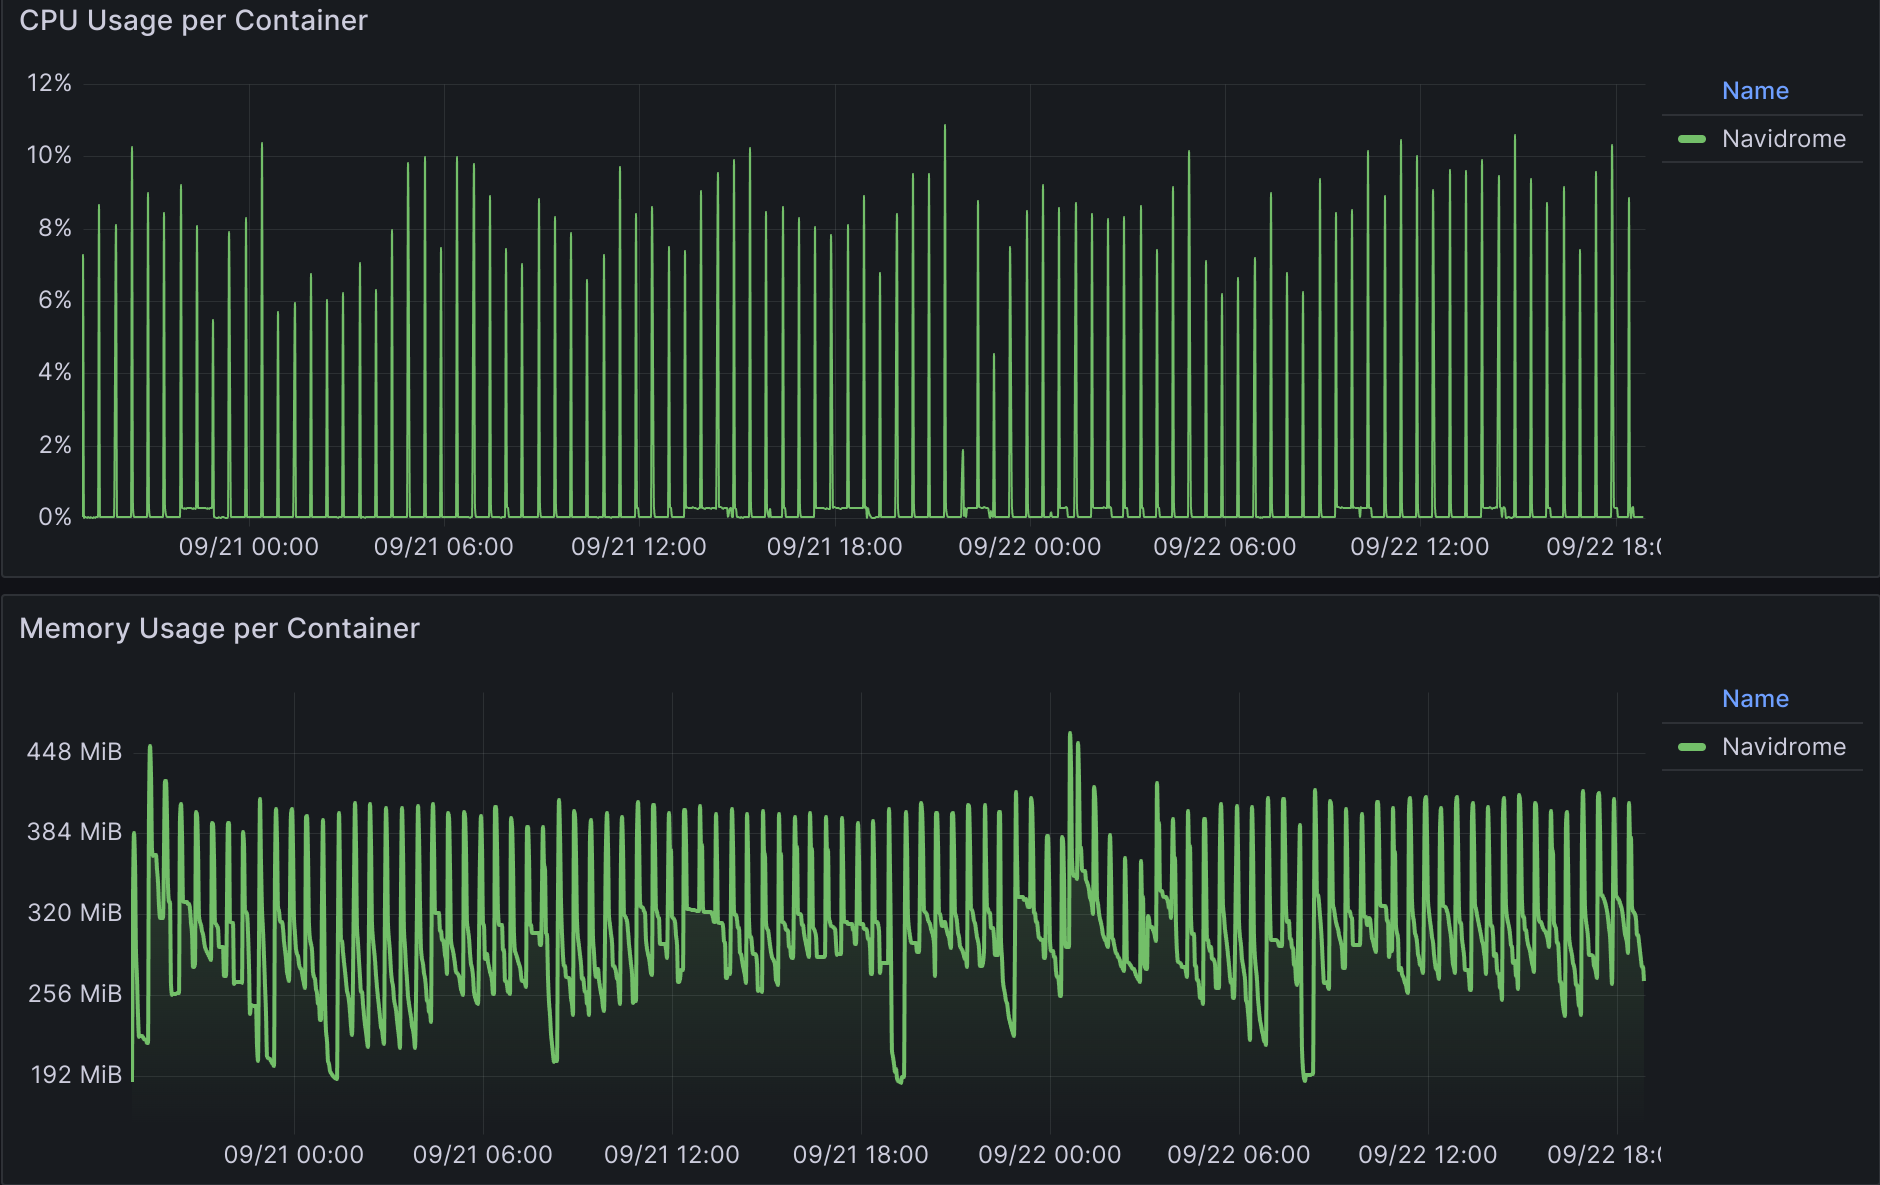 CPU Usage per Container
12%
10%
8%
6%
4%
2%
0%
09/21 00:00
09/21 06:00
09/21 12:00
09/21 18:00
09/22 00:00
09/22 06:00
09/22 12:00
09/22 18:0
Name
Navidrome
Memory Usage per Container
448 MiB
384 MiB
320 MiB
256 MiB
192 MiB
09/21 00:00
09/21 06:00
09/21 12:00
09/21 18:00
09/22 00:00
09/22 06:00
09/22 12:00
09/22 18:0
Name
Navidrome